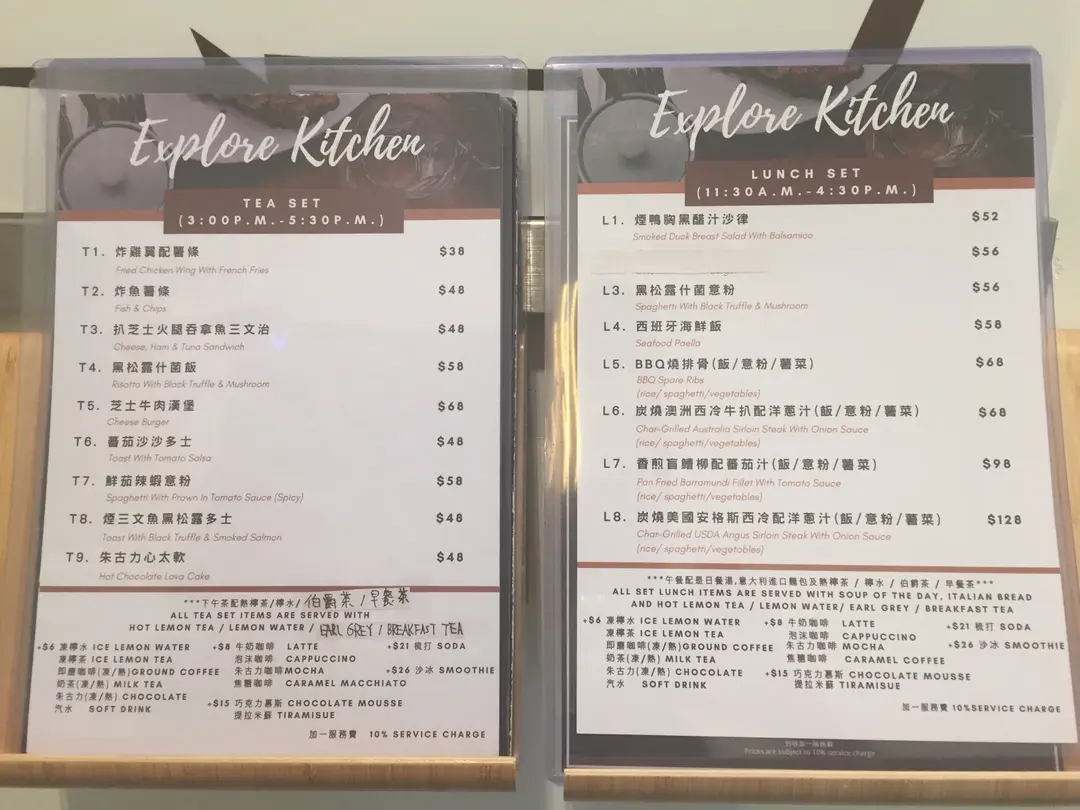 Explore Kitchen
TEA SET
(3:00P.M.-5:30P.M.)
T1. 炸雞翼配薯條 $38
Fried Chicken Wing With French Fries
T2. 炸魚薯條 $48
Fish & Chips
T3. 扒芝士火腿吞拿魚三文治 $48
Cheese, Ham & Tuna Sandwich
T4. 黑松露什菌飯 $58
Risotto With Black Truffle & Mushroom
T5. 芝士牛肉漢堡 $68
Cheese Burger
T6. 蕃茄沙沙多士 $48
Toast With Tomato Salsa
T7. 鮮茄辣蝦意粉 $58
Spaghetti With Prawn In Tomato Sauce (Spicy)
T8. 煙三文魚黑松露多士 $48
Toast With Black Truffle & Smoked Salmon
T9. 朱古力心太軟 $48
Hot Chocolate Lava Cake
***下午茶配熱檸茶/檸水/ 伯爵茶/早餐茶
ALL TEA SET ITEMS ARE SERVED WITH
HOT LEMON TEA / LEMON WATER / EARL GREY / BREAKFAST TEA
+$6 凍檸水 ICE LEMON WATER +$8 牛奶咖啡 LATTE +$21 梳打 SODA
凍檸茶 ICE LEMON TEA 泡沫咖啡 CAPPUCCINO
即磨咖啡(凍/熱)GROUND COFFEE 朱古力咖啡MOCHA +$26 沙冰 SMOOTHIE
奶茶(凍/熱) MILK TEA 焦糖咖啡 CARAMEL MACCHIATO
朱古力(凍/熱) CHOCOLATE
汽水 SOFT DRINK +$15 巧克力慕斯 CHOCOLATE MOUSSE
提拉米蘇 TIRAMISUE
加一服務費 10% SERVICE CHARGE
Explore Kitchen
LUNCH SET
(11:30A.M.-4:30P.M.)
L1. 煙鴨胸黑醋汁沙律 $52
Smoked Duck Breast Salad With Balsamico
$56
L3. 黑松露什菌意粉 $56
Spaghetti With Black Truffle & Mushroom
L4. 西班牙海鮮飯 $58
Seafood Paella
L5. BBQ燒排骨(飯/意粉/薯菜) $68
BBQ Spare Ribs
(rice/ spaghetti/vegetables)
L6. 炭燒澳洲西冷牛扒配洋蔥汁(飯/意粉/薯菜) $68
Char-Grilled Australia Sirloin Steak With Onion Sauce
(rice/ spaghetti/vegetables)
L7. 香煎盲鰽柳配蕃茄汁(飯/意粉/薯菜) $98
Pan Fried Barramundi Fillet With Tomato Sauce
(rice/ spaghetti/vegetables)
L8. 炭燒美國安格斯西冷配洋蔥汁(飯/意粉/薯菜) $128
Char-Grilled USDA Angus Sirloin Steak With Onion Sauce
(rice/ spaghetti/vegetables)
***午餐配是日餐湯,意大利進口麵包及熱檸茶 / 檸水 / 伯爵茶 / 早餐茶***
ALL SET LUNCH ITEMS ARE SERVED WITH SOUP OF THE DAY, ITALIAN BREAD
AND HOT LEMON TEA / LEMON WATER/ EARL GREY / BREAKFAST TEA
+$6 凍檸水 ICE LEMON WATER +$8 牛奶咖啡 LATTE +$21 梳打 SODA
凍檸茶 ICE LEMON TEA 泡沫咖啡 CAPPUCCINO
即磨咖啡(凍/熱)GROUND COFFEE 朱古力咖啡 MOCHA +$26 沙冰 SMOOTHIE
奶茶(凍/熱) MILK TEA 焦糖咖啡 CARAMEL COFFEE
朱古力(凍/熱) CHOCOLATE +$15 巧克力慕斯 CHOCOLATE MOUSSE
汽水 SOFT DRINK 提拉米蘇 TIRAMISUE
加一服務費 10%SERVICE CHARGE
Prices are subject to 10% service charge